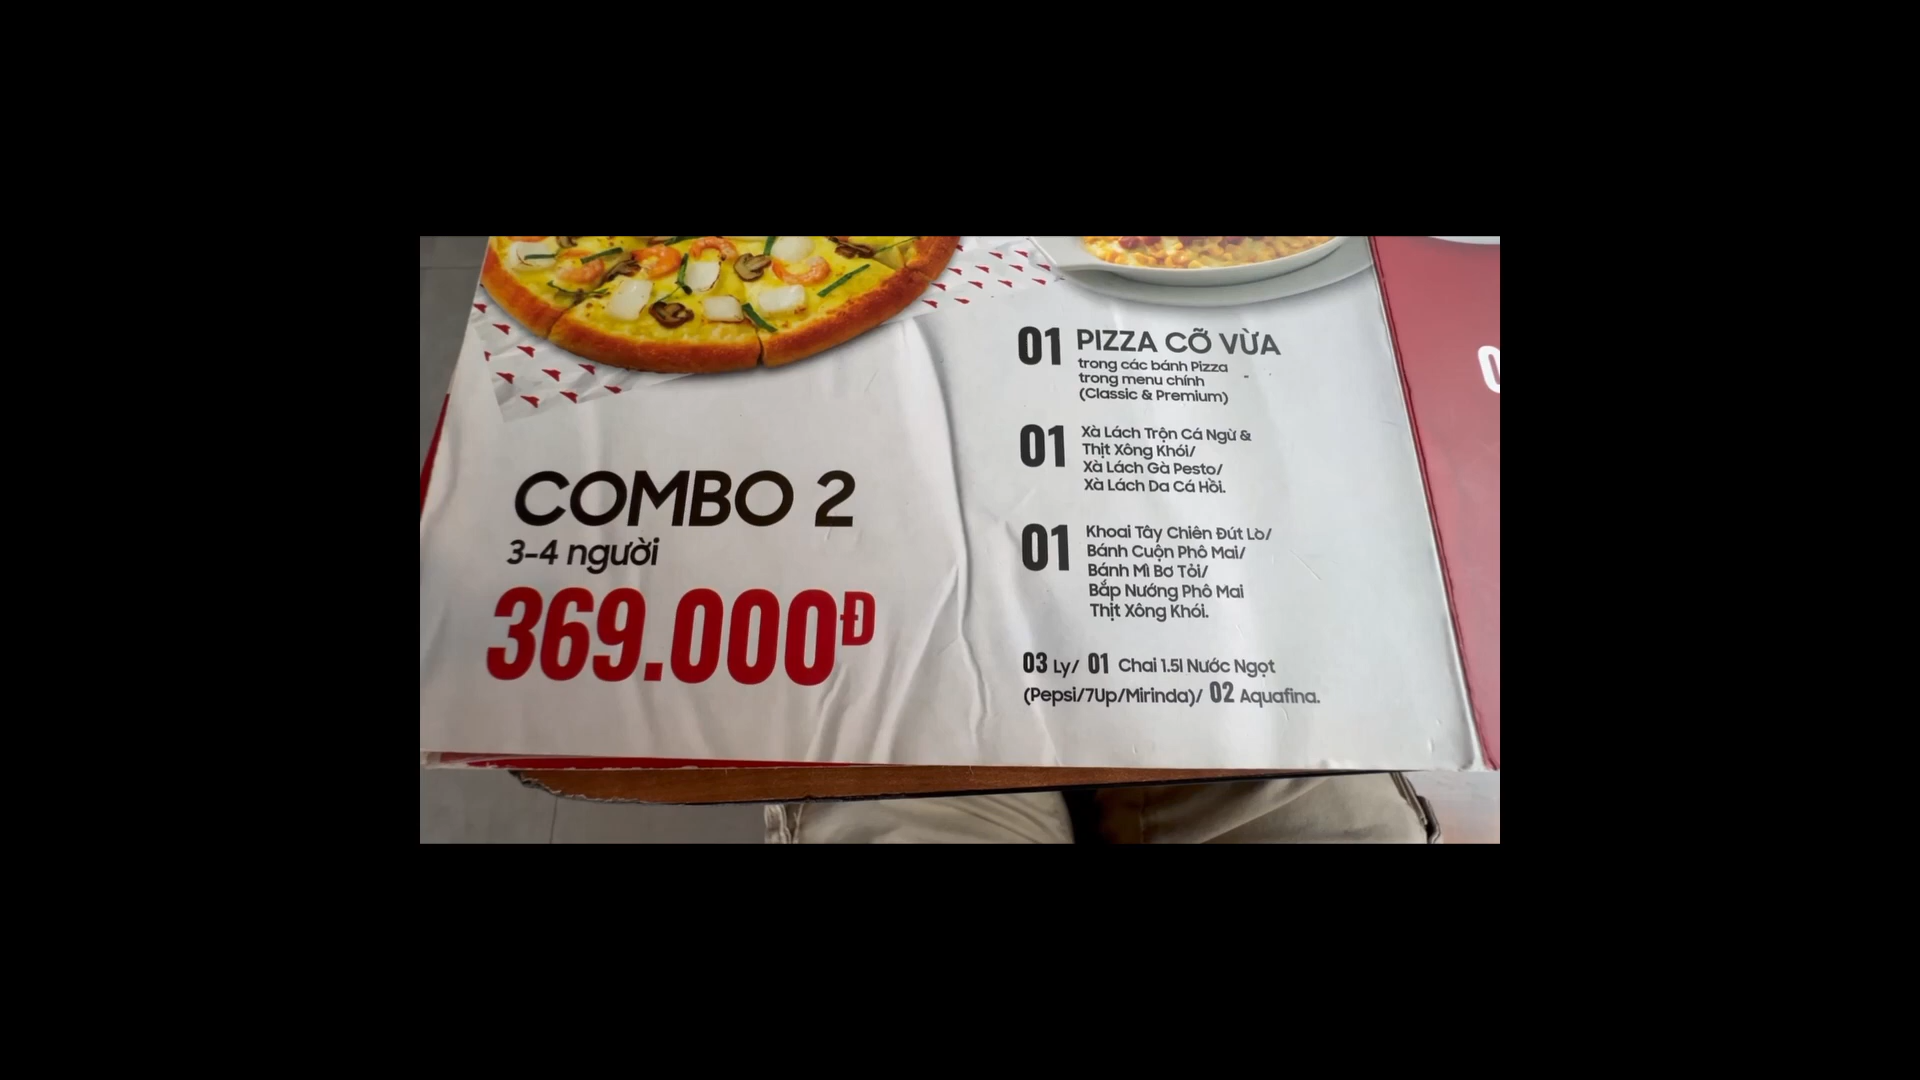 COMBO 2
3-4 người
369.000Đ
01 PIZZA CỠ VỪA
trong các bánh Pizza
trong menu chính
(Classic & Premium)
01 Xà Lách Trộn Cá Ngừ &
Thịt Xông Khói/
Xà Lách Gà Pesto/
Xà Lách Da Cá Hồi.
01 Khoai Tây Chiên Đút Lò/
Bánh Cuộn Phô Mai/
Bánh Mì Bơ Tỏi/
Bắp Nướng Phô Mai
Thịt Xông Khói.
03 Ly/ 01 Chai 1.5l Nước Ngọt
(Pepsi/7Up/Mirinda)/ 02 Aquafina.